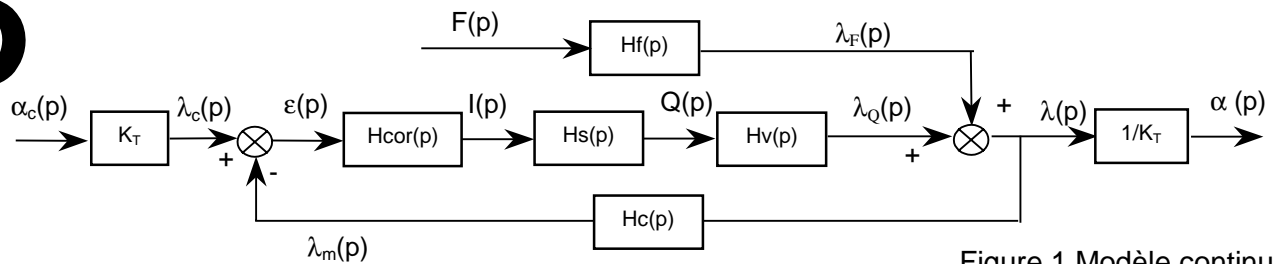 F(p)
Hf(p)
λF(p)
αc(p)
KT
λc(p)
ε(p)
Hcor(p)
I(p)
Hs(p)
Q(p)
Hv(p)
λQ(p)
+
λ(p)
1/KT
α (p)
+
-
+
Hc(p)
λm(p)
Figure 1 Modèle continu